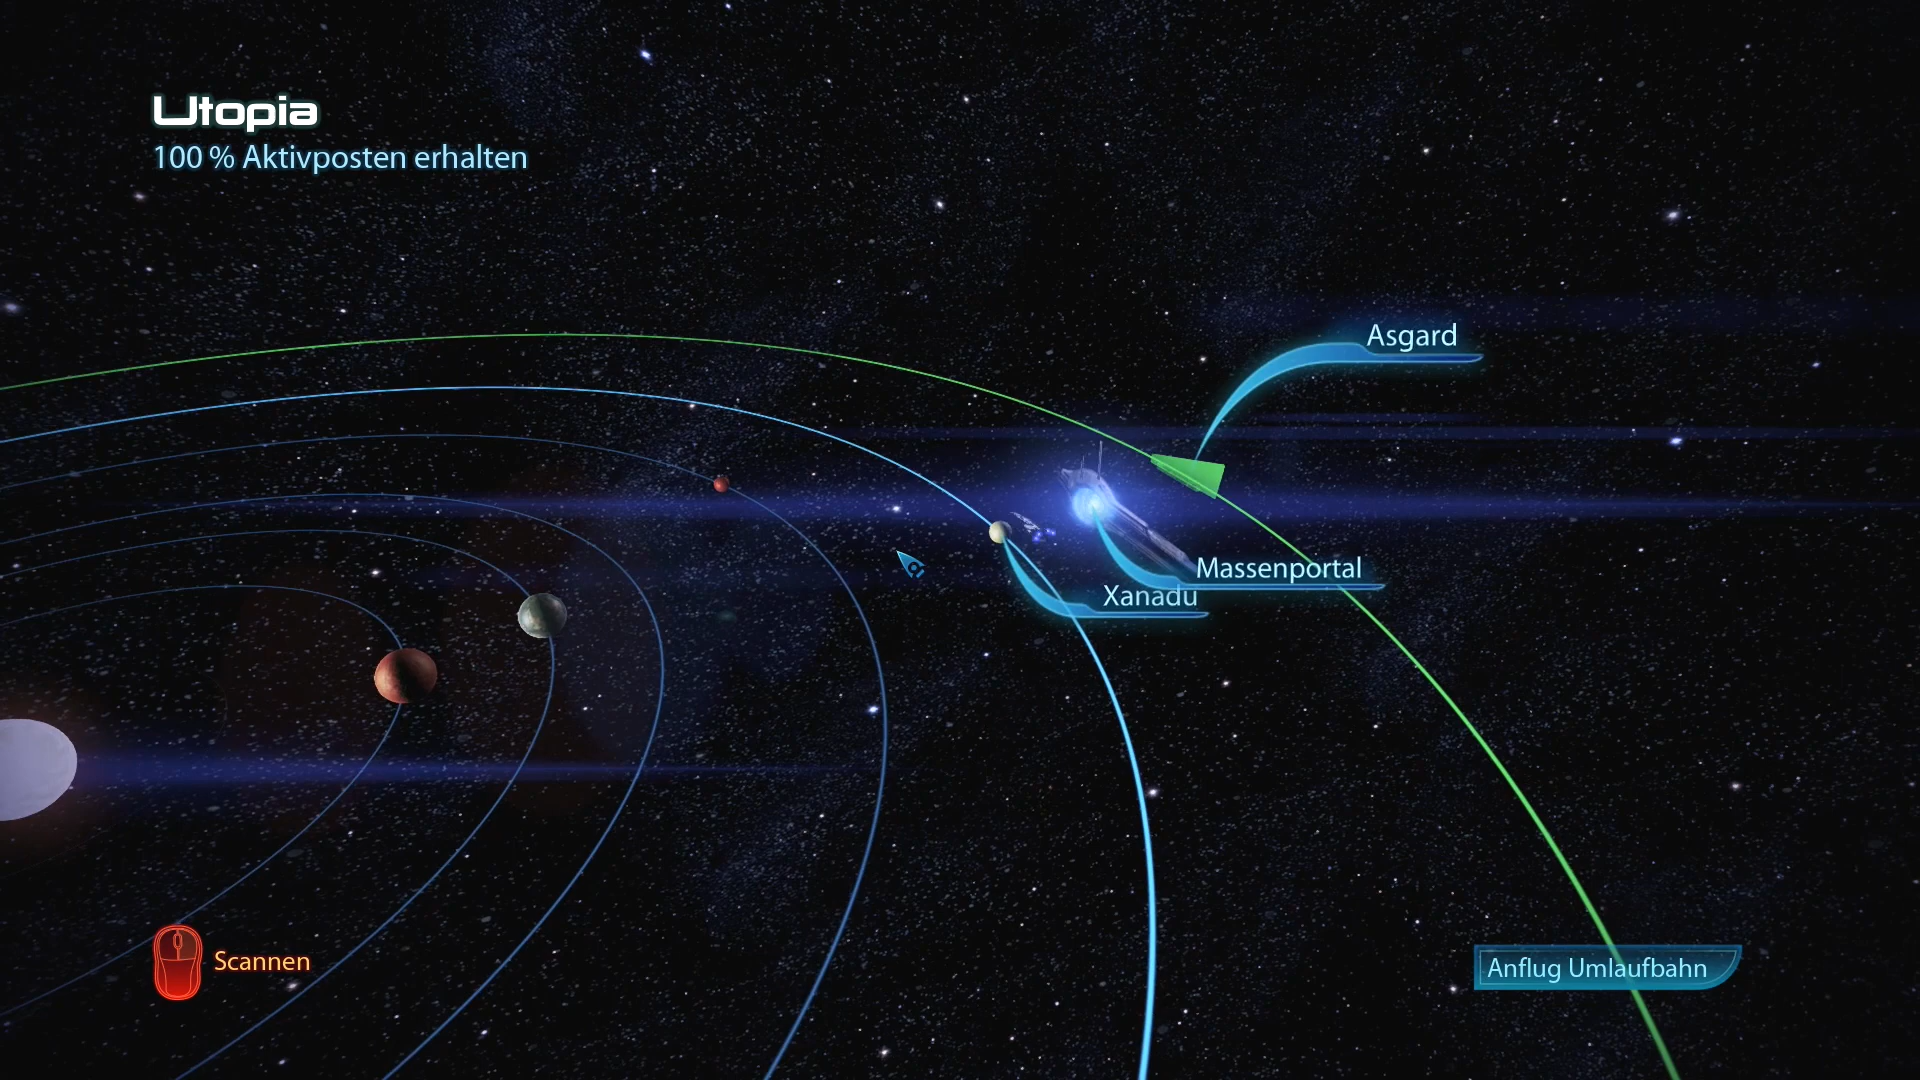 Utopia
100 % Aktivposten erhalten
Asgard
Massenportal
Xanadu
Scannen
Anflug Umlaufbahn